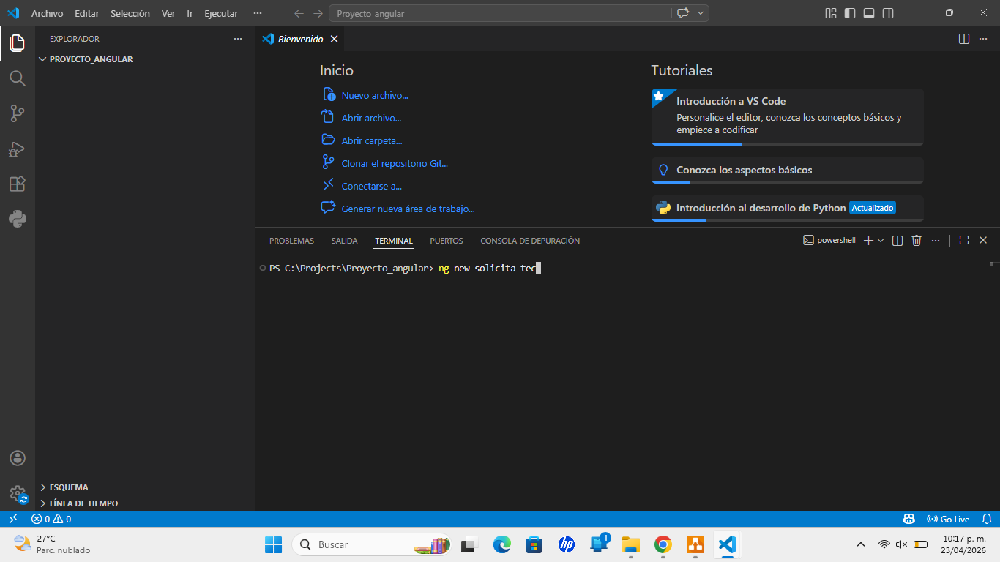 Archivo Editar Selección Ver Ir Ejecutar ···
Proyecto_angular
EXPLORADOR
PROYECTO_ANGULAR
ESQUEMA
LÍNEA DE TIEMPO
Bienvenido
Inicio
Nuevo archivo...
Abrir archivo...
Abrir carpeta...
Clonar el repositorio Git...
Conectarse a...
Generar nueva área de trabajo...
Tutoriales
Introducción a VS Code
Personalice el editor, conozca los conceptos básicos y
empiece a codificar
Conozca los aspectos básicos
Introducción al desarrollo de Python Actualizado
PROBLEMAS SALIDA TERMINAL PUERTOS CONSOLA DE DEPURACIÓN
powershell
PS C:\Projects\Proyecto_angular> ng new solicita-tec
0 0
Go Live
27°C
Parc. nublado
Buscar
hp
1
10:17 p. m.
23/04/2026